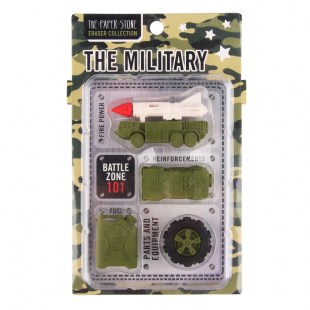 THE PAPER STONE
ERASER COLLECTION
THE MILITARY
FIRE POWER
REINFORCEMENTS
BATTLE
ZONE
101
FUEL
PARTS AND
EQUIPMENT